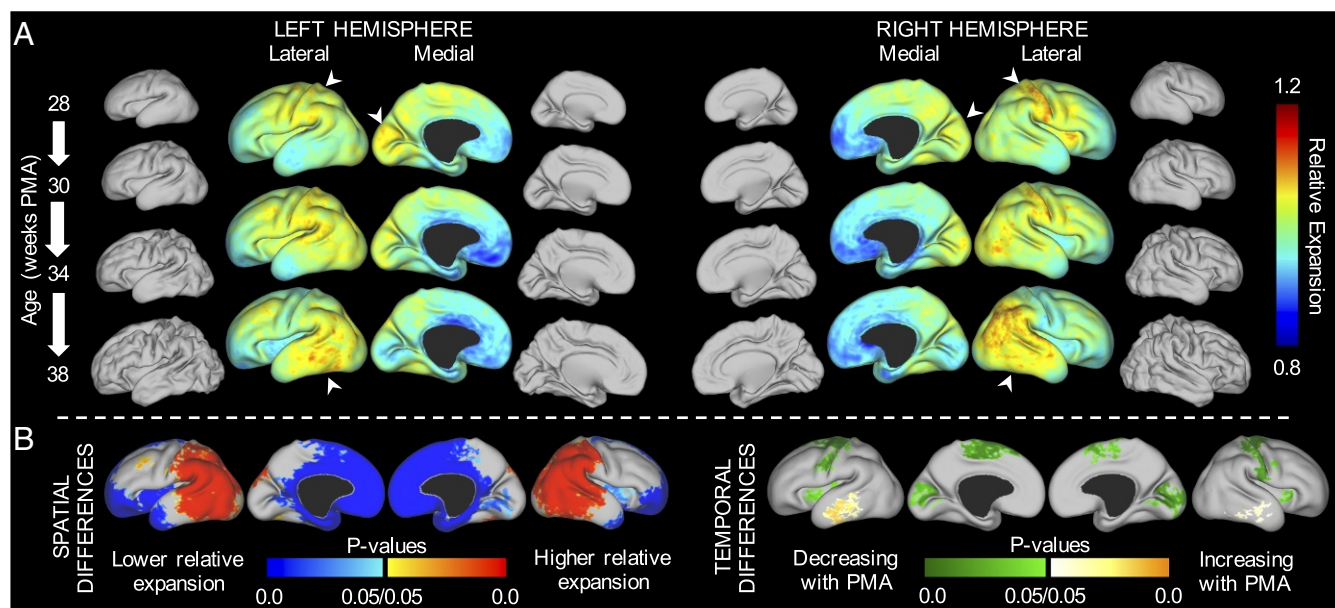 A
LEFT HEMISPHERE
Lateral Medial
RIGHT HEMISPHERE
Medial Lateral
Age (weeks PMA)
28
30
34
38
1.2
Relative Expansion
0.8
B
SPATIAL
DIFFERENCES
Lower relative
expansion
P-values
0.0 0.05/0.05 0.0
Higher relative
expansion
TEMPORAL
DIFFERENCES
Decreasing
with PMA
P-values
0.0 0.05/0.05 0.0
Increasing
with PMA